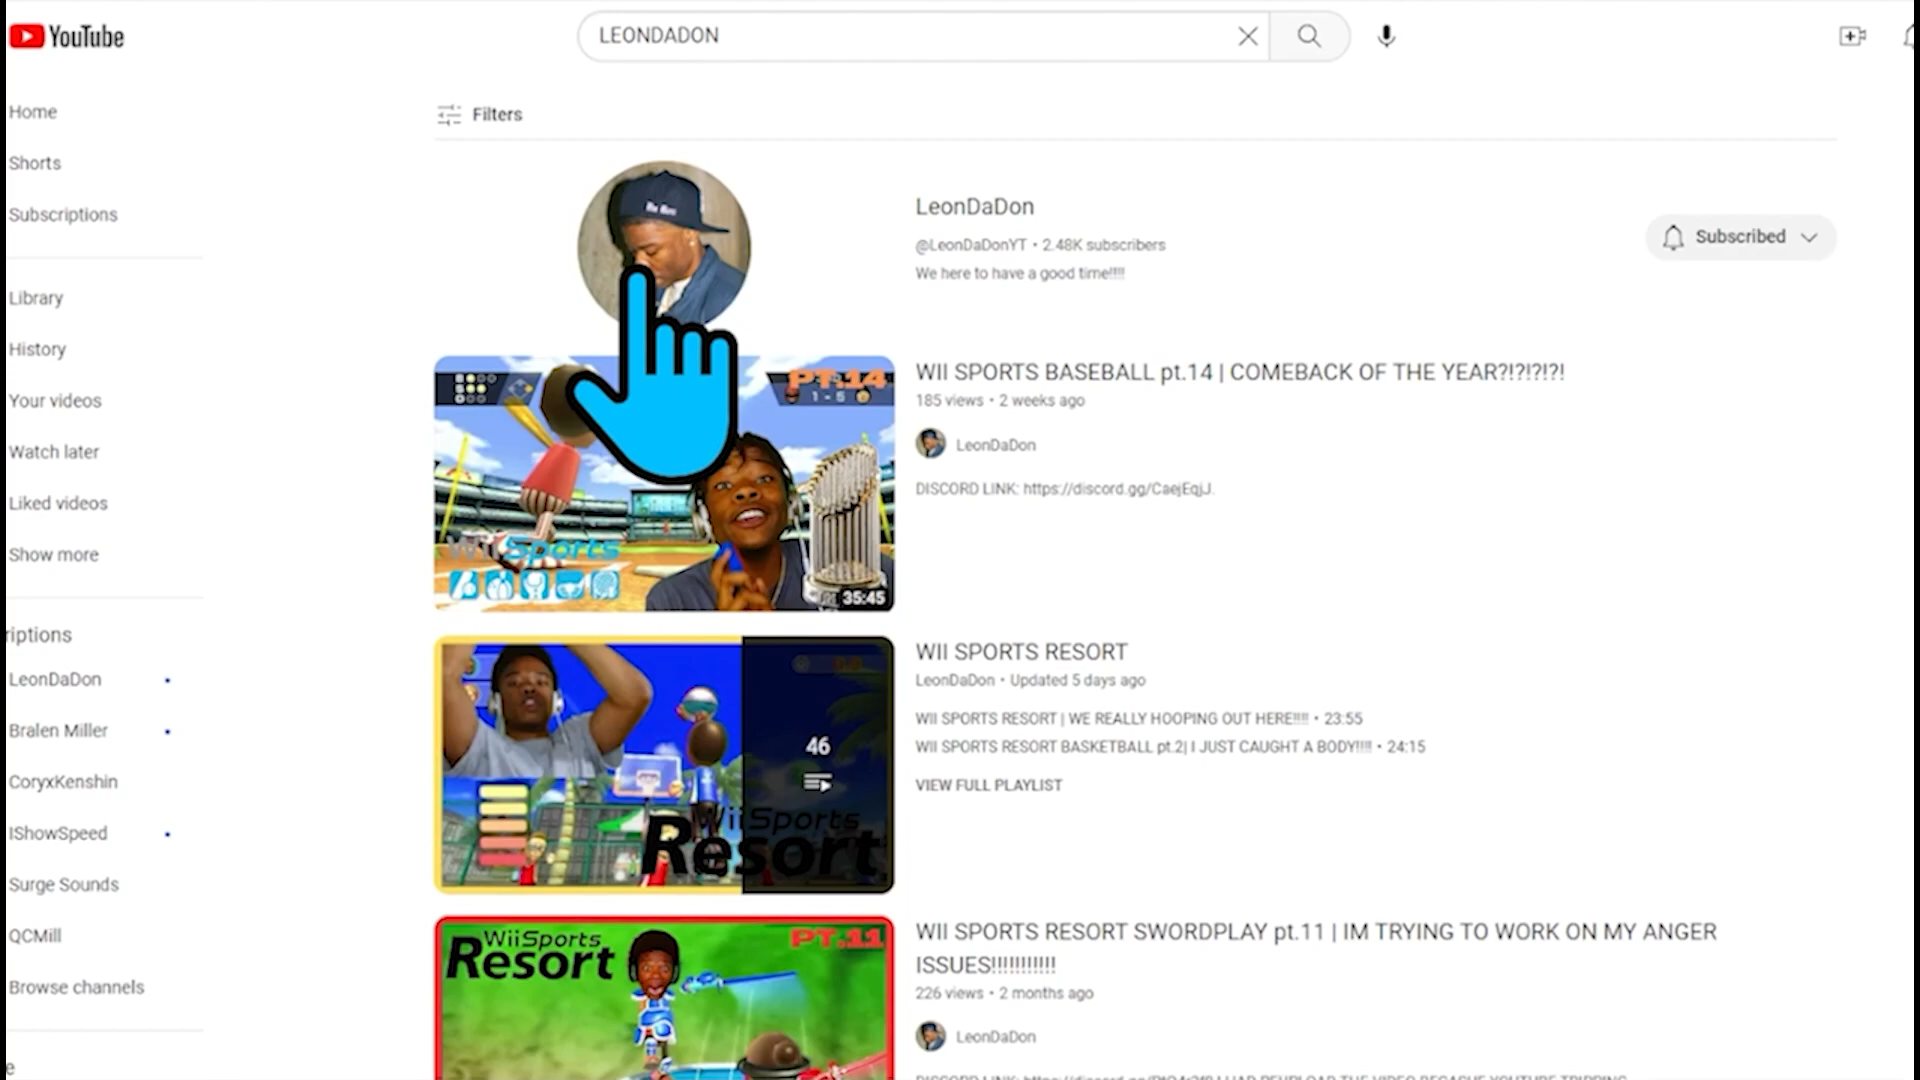 YouTube
LEONDADON
Home
Shorts
Subscriptions
Library
History
Your videos
Watch later
Liked videos
Show more
riptions
LeonDaDon
Bralen Miller
CoryxKenshin
IShowSpeed
Surge Sounds
QCMill
Browse channels
e
Filters
LeonDaDon
@LeonDaDonYT • 2.48K subscribers
We here to have a good time!!!!
Subscribed
PT.14
1 - 5
Wii Sports
35:45
WII SPORTS BASEBALL pt.14 | COMEBACK OF THE YEAR?!?!?!?!
185 views • 2 weeks ago
LeonDaDon
DISCORD LINK: https://discord.gg/CaejEqjJ.
46
Wii Sports
Resort
WII SPORTS RESORT
LeonDaDon • Updated 5 days ago
WII SPORTS RESORT | WE REALLY HOOPING OUT HERE!!!! • 23:55
WII SPORTS RESORT BASKETBALL pt.2| I JUST CAUGHT A BODY!!!! • 24:15
VIEW FULL PLAYLIST
Wii Sports
Resort
PT.11
WII SPORTS RESORT SWORDPLAY pt.11 | IM TRYING TO WORK ON MY ANGER
ISSUES!!!!!!!!!!!
226 views • 2 months ago
LeonDaDon